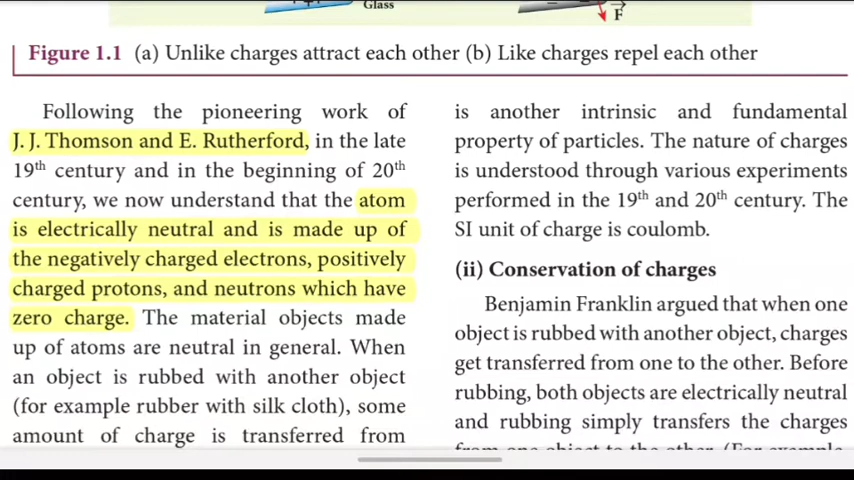 Glass
F
Figure 1.1 (a) Unlike charges attract each other (b) Like charges repel each other
Following the pioneering work of
J. J. Thomson and E. Rutherford, in the late
19th century and in the beginning of 20th
century, we now understand that the atom
is electrically neutral and is made up of
the negatively charged electrons, positively
charged protons, and neutrons which have
zero charge. The material objects made
up of atoms are neutral in general. When
an object is rubbed with another object
(for example rubber with silk cloth), some
amount of charge is transferred from
is another intrinsic and fundamental
property of particles. The nature of charges
is understood through various experiments
performed in the 19th and 20th century. The
SI unit of charge is coulomb.
(ii) Conservation of charges
Benjamin Franklin argued that when one
object is rubbed with another object, charges
get transferred from one to the other. Before
rubbing, both objects are electrically neutral
and rubbing simply transfers the charges
from one object to the other. (For example,